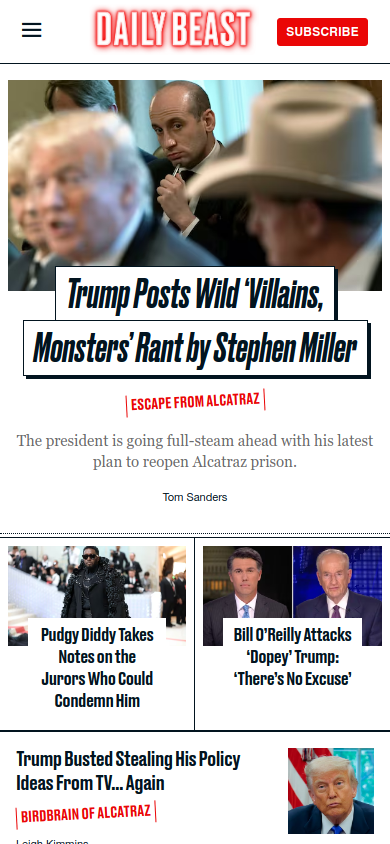 DAILY BEAST
SUBSCRIBE
Trump Posts Wild ‘Villains,
Monsters’ Rant by Stephen Miller
ESCAPE FROM ALCATRAZ
The president is going full-steam ahead with his latest
plan to reopen Alcatraz prison.
Tom Sanders
Pudgy Diddy Takes
Notes on the
Jurors Who Could
Condemn Him
Bill O’Reilly Attacks
‘Dopey’ Trump:
‘There’s No Excuse’
Trump Busted Stealing His Policy
Ideas From TV... Again
BIRDBRAIN OF ALCATRAZ
Leigh Kimmins